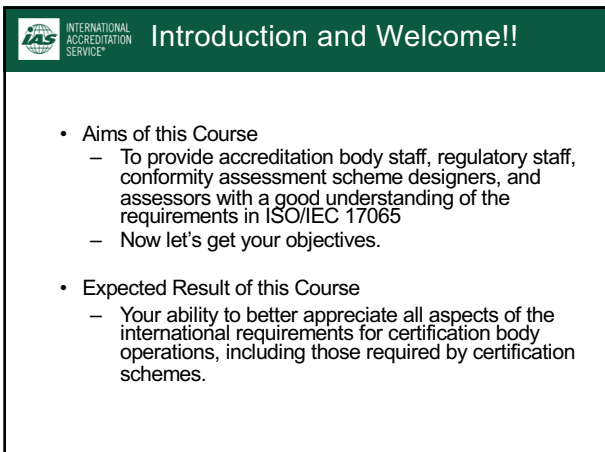 IAS
INTERNATIONAL
ACCREDITATION
SERVICE®
Introduction and Welcome!!
• Aims of this Course
– To provide accreditation body staff, regulatory staff,
conformity assessment scheme designers, and
assessors with a good understanding of the
requirements in ISO/IEC 17065
– Now let's get your objectives.
• Expected Result of this Course
– Your ability to better appreciate all aspects of the
international requirements for certification body
operations, including those required by certification
schemes.